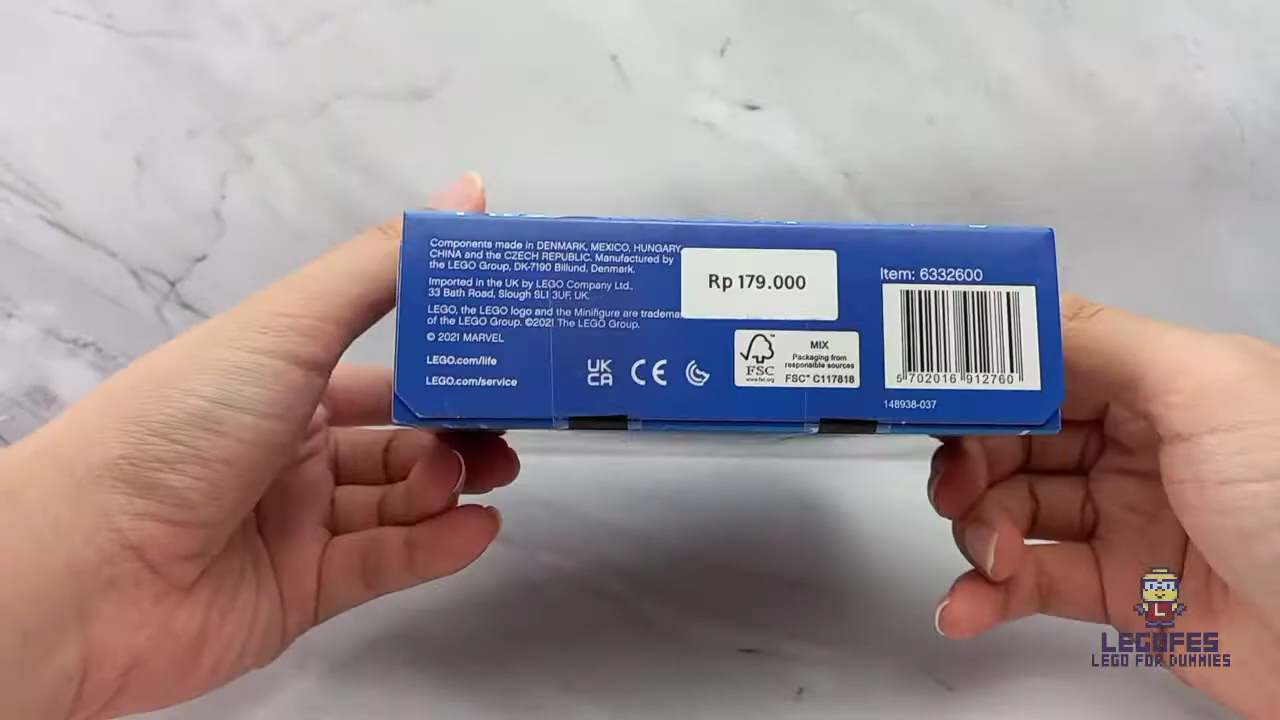 Components made in DENMARK, MEXICO, HUNGARY,
CHINA and the CZECH REPUBLIC. Manufactured by
the LEGO Group, DK-7190 Billund, Denmark.
Imported in the UK by LEGO Company Ltd.,
33 Bath Road, Slough SL1 3UF, UK.
LEGO, the LEGO logo and the Minifigure are
of the LEGO Group. ©2021 The LEGO Group.
© 2021 MARVEL
LEGO.com/life
LEGO.com/service
UK
CA
CE
Rp 179.000
FSC
www.fsc.org
MIX
Packaging from
responsible sources
FSC® C117818
Item: 6332600
5 702016 912760
148938-037
L
LEGOFES
LEGO FOR DUMMIES